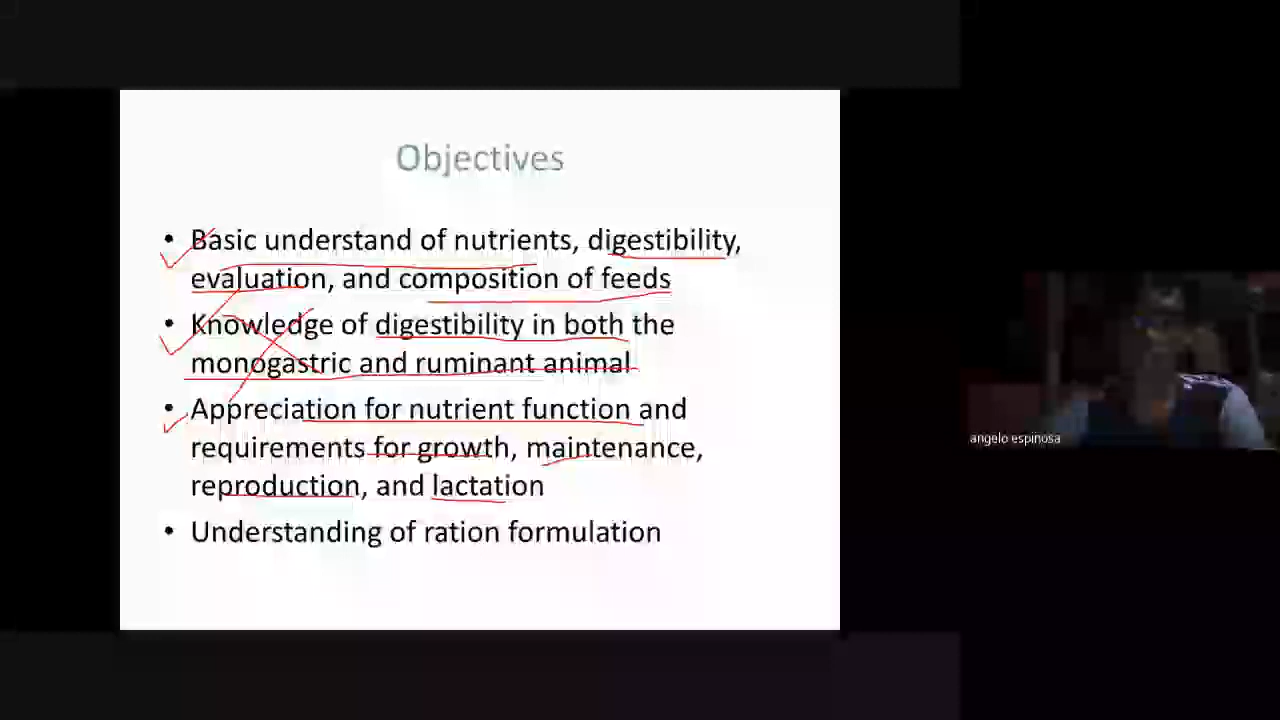 Objectives
• Basic understand of nutrients, digestibility,
evaluation, and composition of feeds
• Knowledge of digestibility in both the
monogastric and ruminant animal
• Appreciation for nutrient function and
requirements for growth, maintenance,
reproduction, and lactation
• Understanding of ration formulation
angelo espinosa